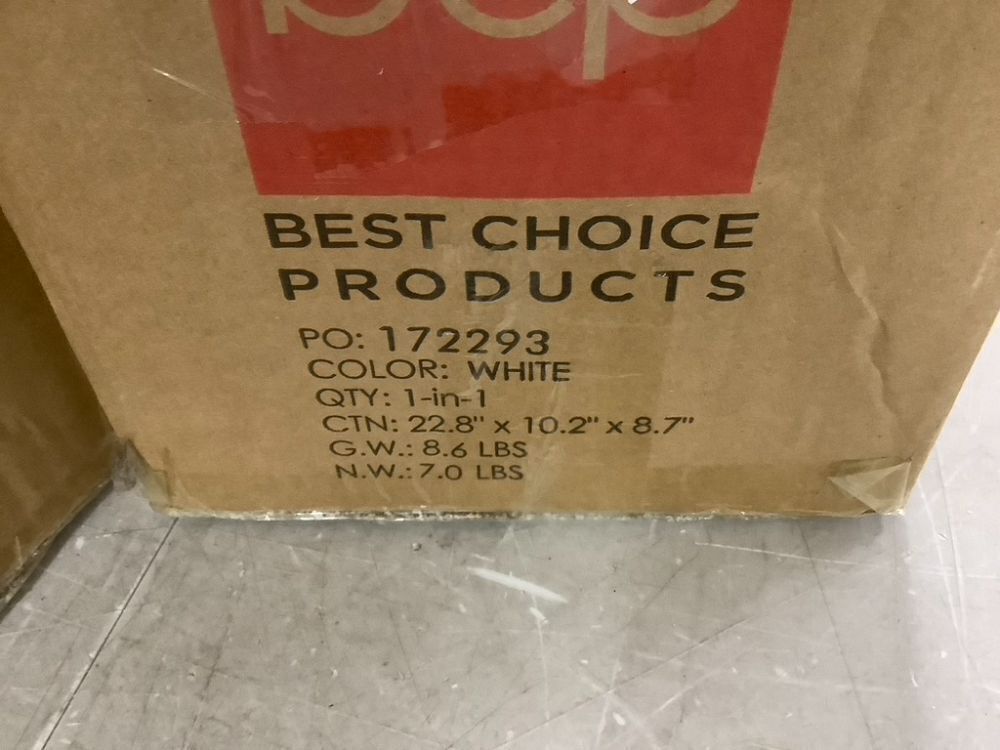 bcp
BEST CHOICE
PRODUCTS
PO: 172293
COLOR: WHITE
QTY: 1-in-1
CTN: 22.8" x 10.2" x 8.7"
G.W.: 8.6 LBS
N.W.: 7.0 LBS